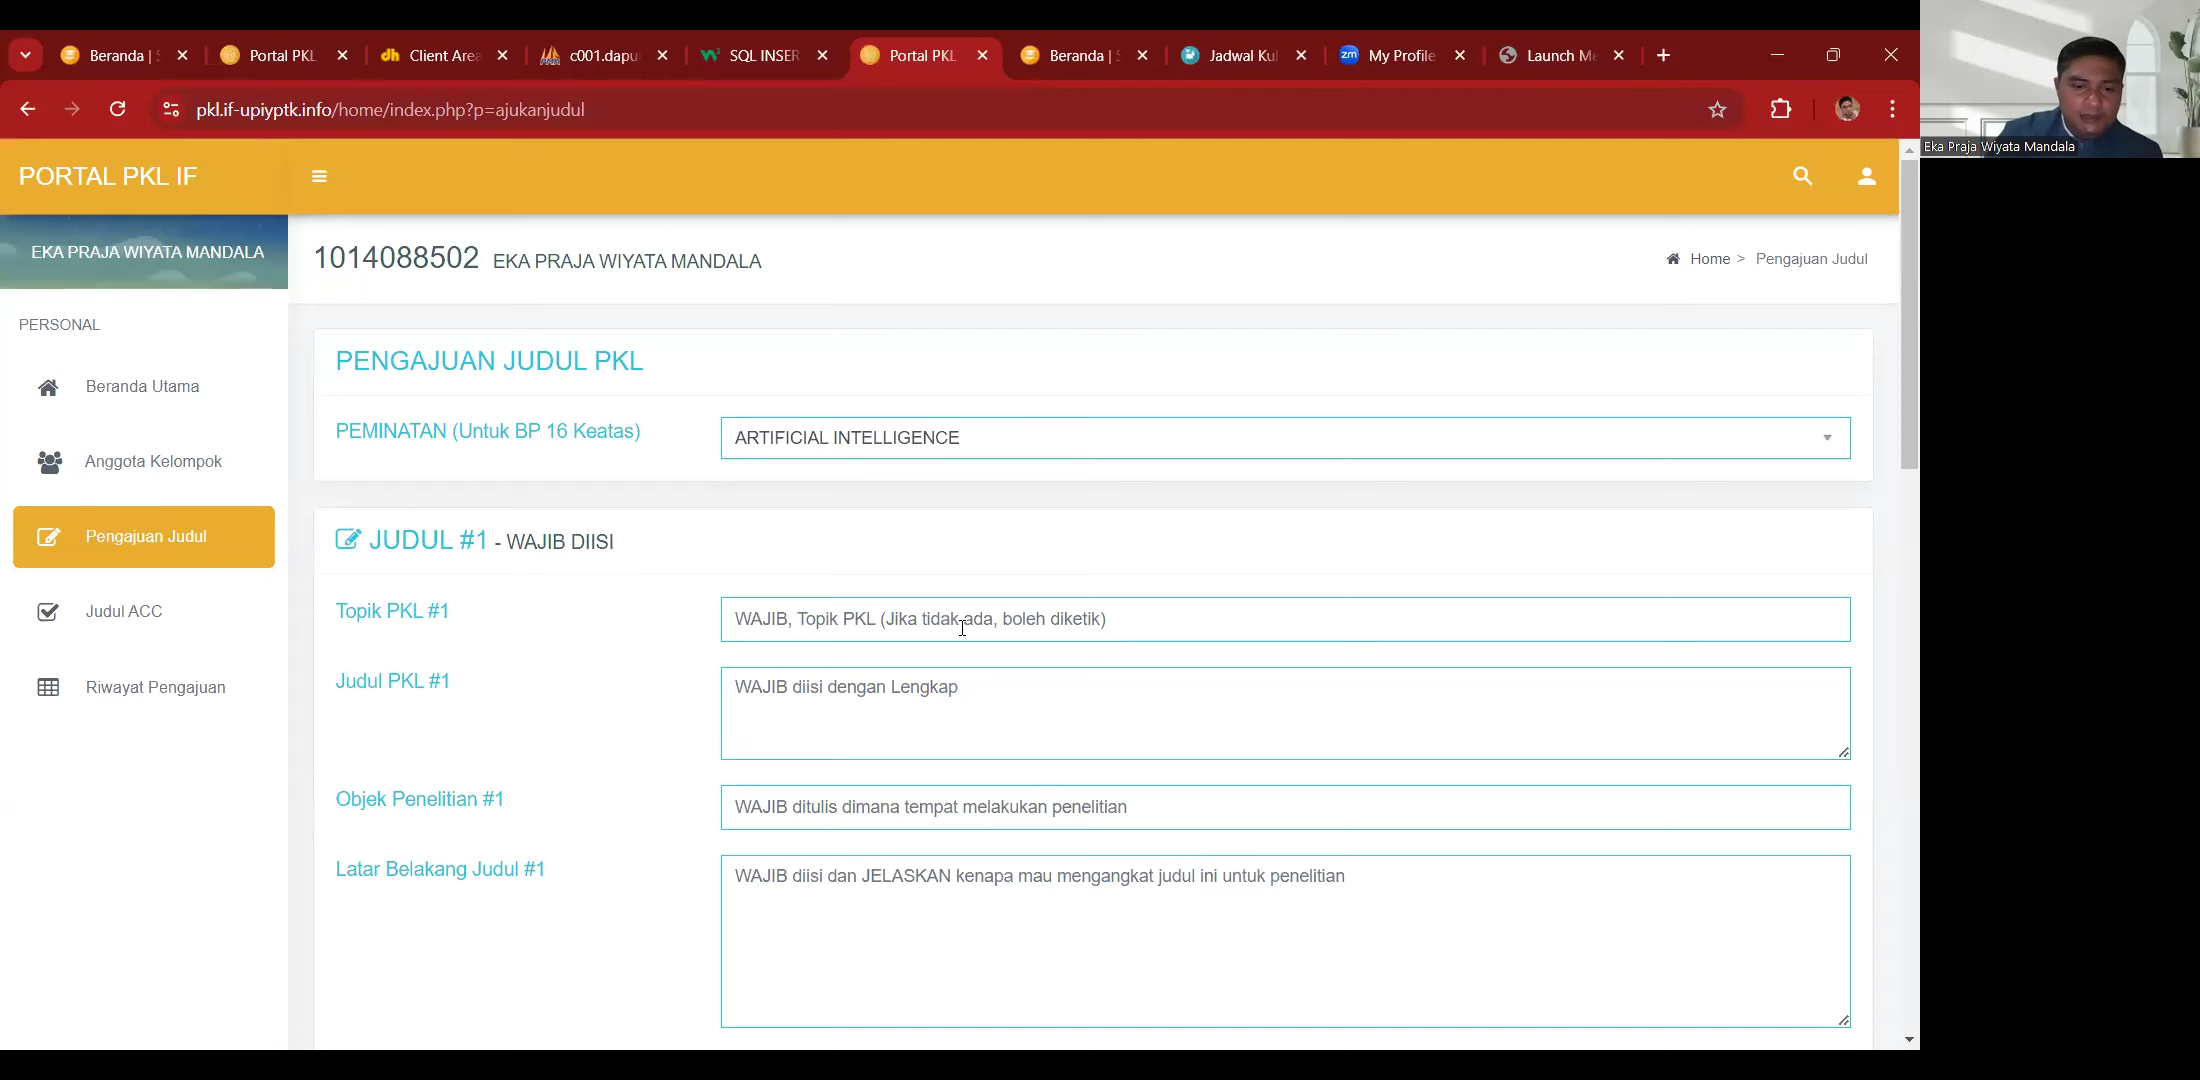 Beranda | S
Portal PKL
Client Area
c001.dapu
SQL INSER
Portal PKL
Beranda | S
Jadwal Kul
zm My Profile
Launch Me
pkl.if-upiyptk.info/home/index.php?p=ajukanjudul
Eka Praja Wiyata Mandala
PORTAL PKL IF
EKA PRAJA WIYATA MANDALA
1014088502 EKA PRAJA WIYATA MANDALA
Home > Pengajuan Judul
PERSONAL
Beranda Utama
Anggota Kelompok
Pengajuan Judul
Judul ACC
Riwayat Pengajuan
PENGAJUAN JUDUL PKL
PEMINATAN (Untuk BP 16 Keatas)
ARTIFICIAL INTELLIGENCE
JUDUL #1 - WAJIB DIISI
Topik PKL #1
WAJIB, Topik PKL (Jika tidak ada, boleh diketik)
Judul PKL #1
WAJIB diisi dengan Lengkap
Objek Penelitian #1
WAJIB ditulis dimana tempat melakukan penelitian
Latar Belakang Judul #1
WAJIB diisi dan JELASKAN kenapa mau mengangkat judul ini untuk penelitian